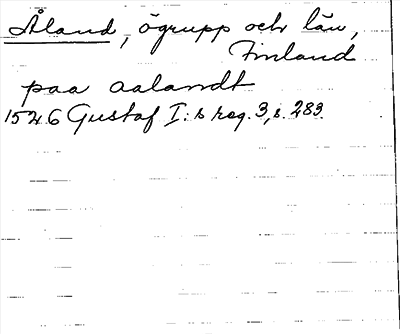 Åland, ögrupp och län,
Finland
paa aalandt
1526 Gustaf I:s reg. 3, s. 283.